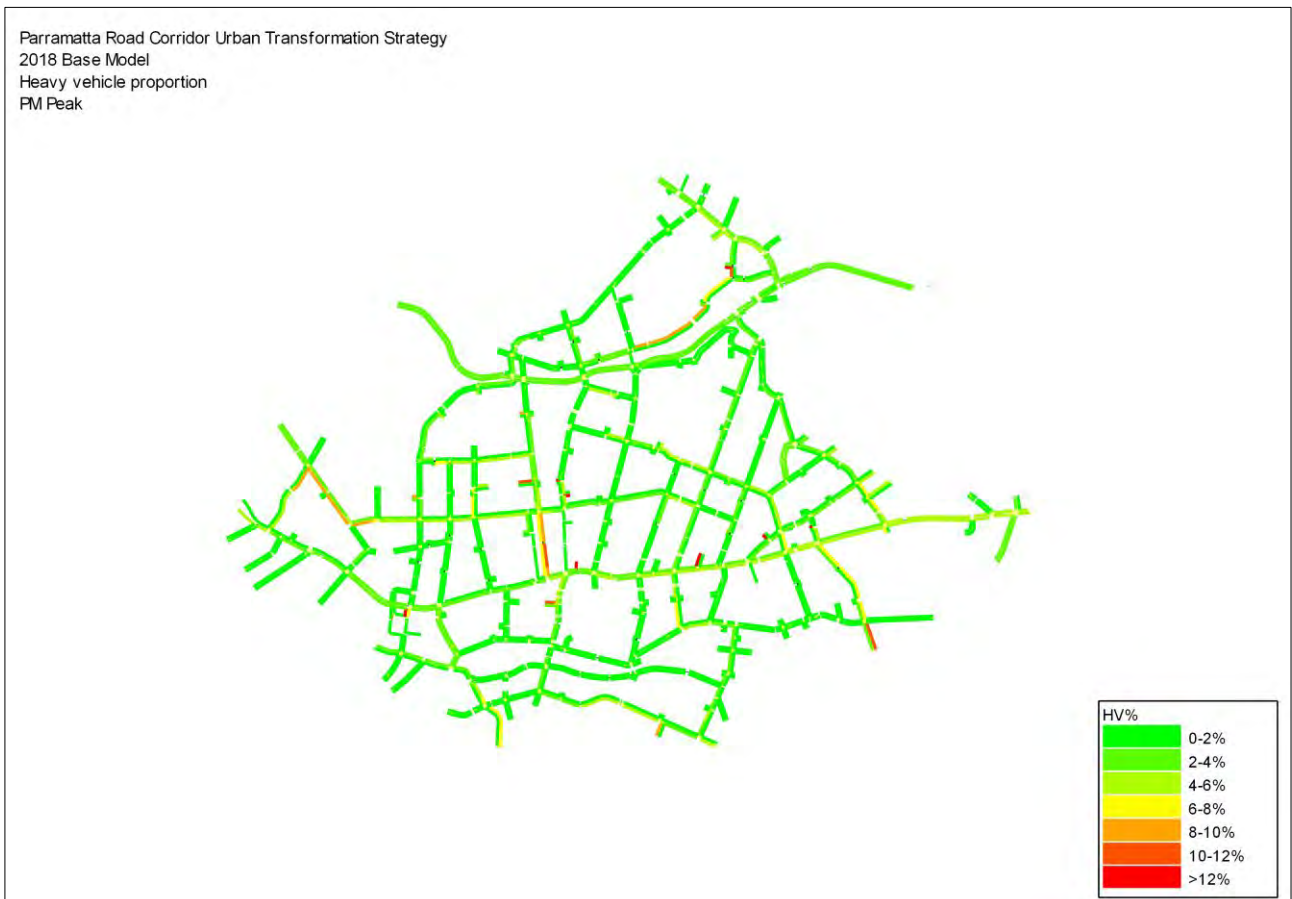 Parramatta Road Corridor Urban Transformation Strategy
2018 Base Model
Heavy vehicle proportion
PM Peak
HV%
0-2%
2-4%
4-6%
6-8%
8-10%
10-12%
>12%